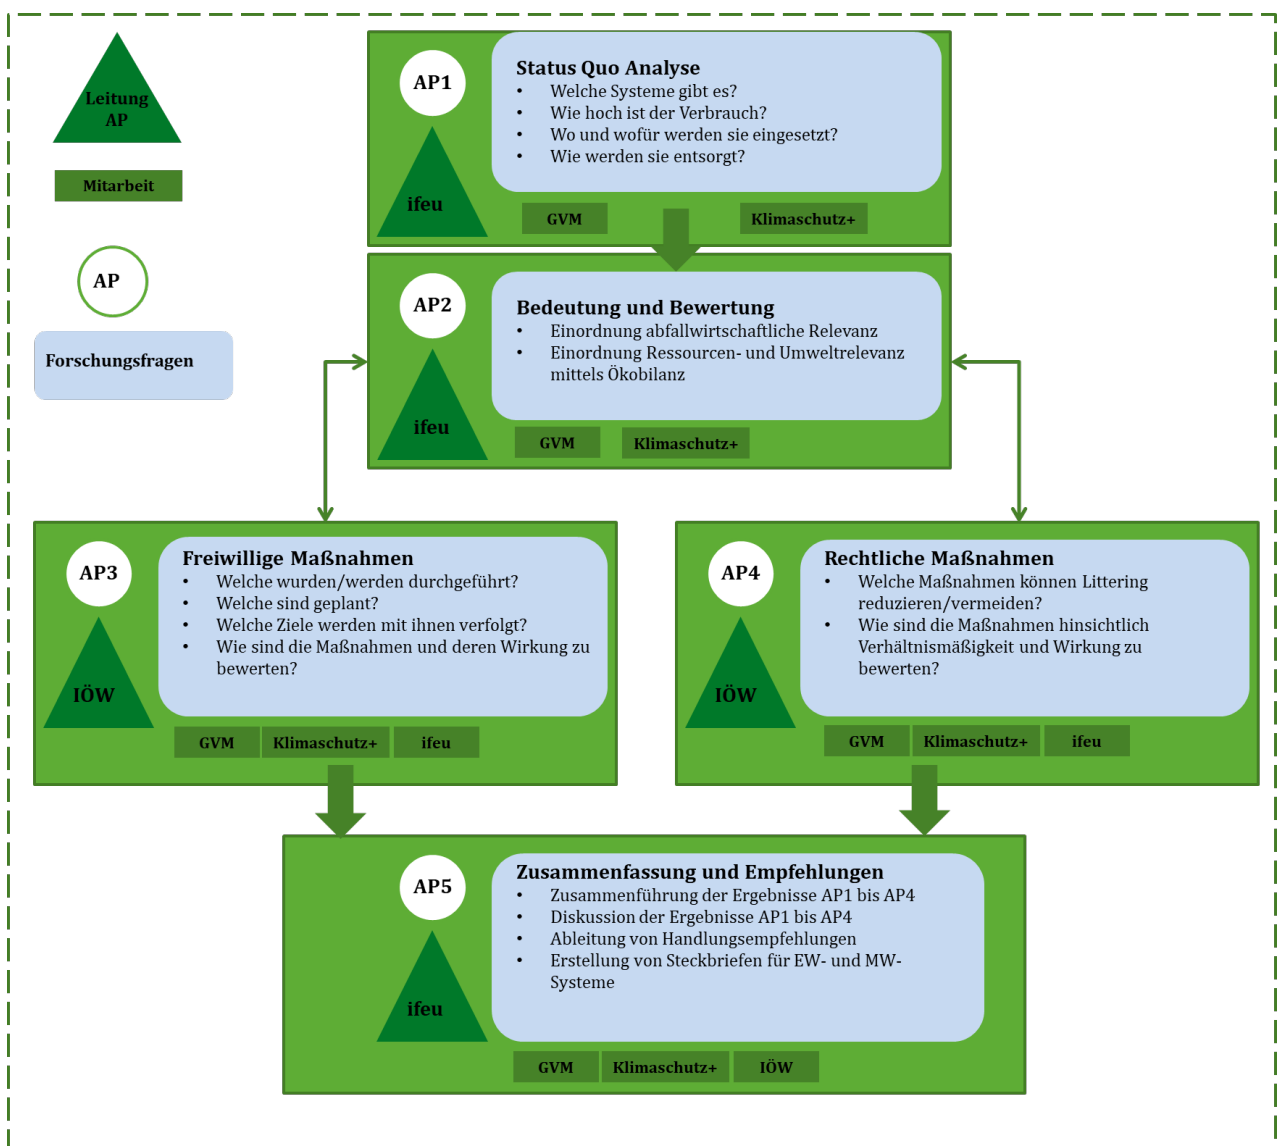 Leitung
AP
Mitarbeit
AP
Forschungsfragen
AP1
ifeu
Status Quo Analyse
• Welche Systeme gibt es?
• Wie hoch ist der Verbrauch?
• Wo und wofür werden sie eingesetzt?
• Wie werden sie entsorgt?
GVM
Klimaschutz+
AP2
ifeu
Bedeutung und Bewertung
• Einordnung abfallwirtschaftliche Relevanz
• Einordnung Ressourcen- und Umweltrelevanz
mittels Ökobilanz
GVM
Klimaschutz+
AP3
IÖW
Freiwillige Maßnahmen
• Welche wurden/werden durchgeführt?
• Welche sind geplant?
• Welche Ziele werden mit ihnen verfolgt?
• Wie sind die Maßnahmen und deren Wirkung zu
bewerten?
GVM
Klimaschutz+
ifeu
AP4
IÖW
Rechtliche Maßnahmen
• Welche Maßnahmen können Littering
reduzieren/vermeiden?
• Wie sind die Maßnahmen hinsichtlich
Verhältnismäßigkeit und Wirkung zu
bewerten?
GVM
Klimaschutz+
ifeu
AP5
ifeu
Zusammenfassung und Empfehlungen
• Zusammenführung der Ergebnisse AP1 bis AP4
• Diskussion der Ergebnisse AP1 bis AP4
• Ableitung von Handlungsempfehlungen
• Erstellung von Steckbriefen für EW- und MW-
Systeme
GVM
Klimaschutz+
IÖW